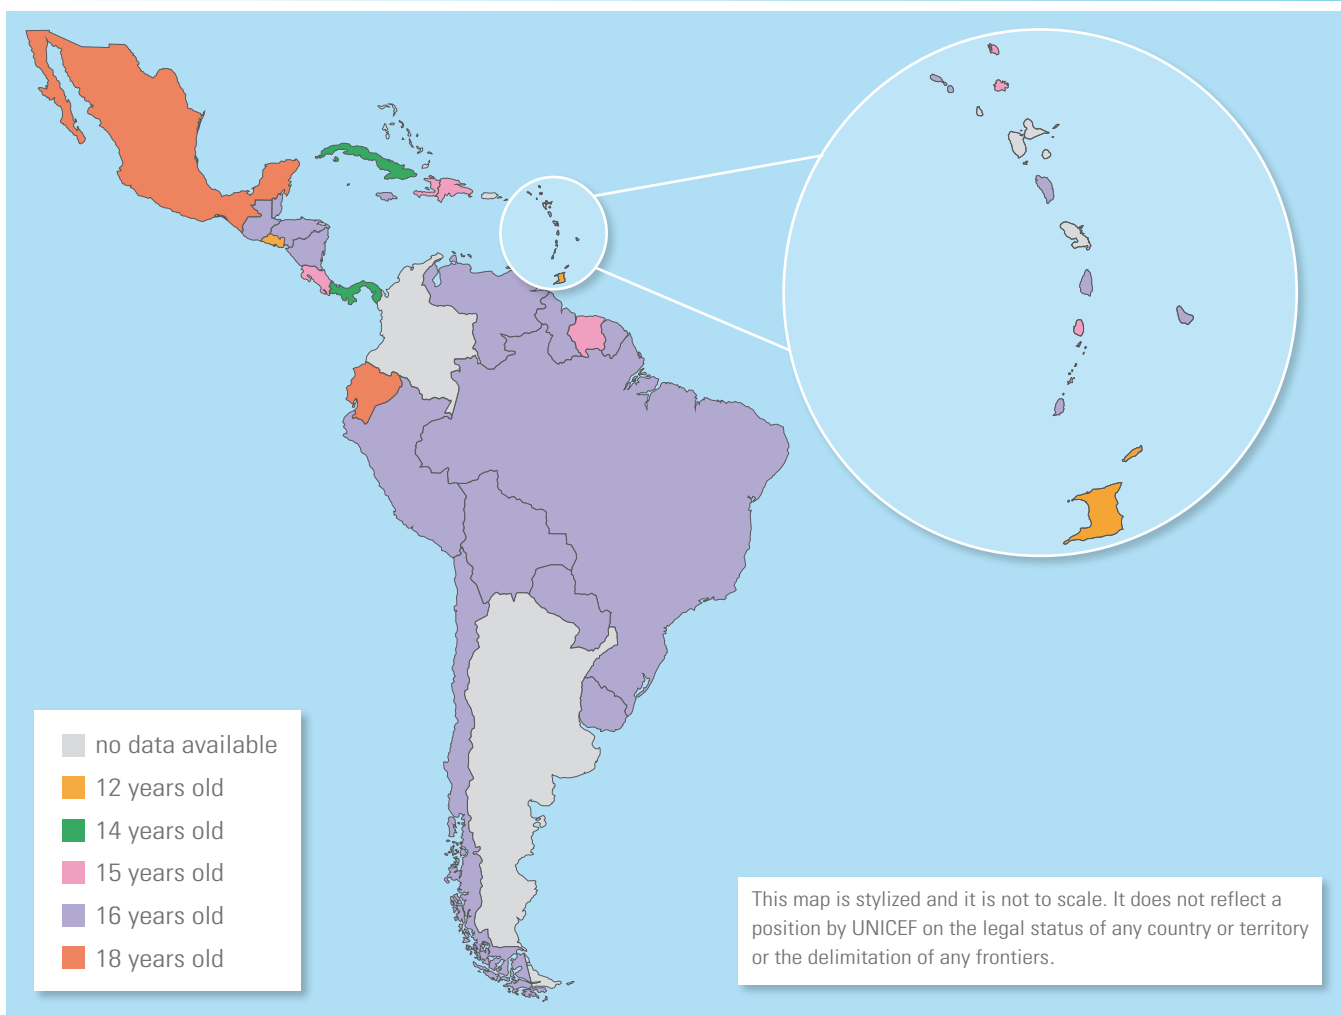 no data available
12 years old
14 years old
15 years old
16 years old
18 years old
This map is stylized and it is not to scale. It does not reflect a
position by UNICEF on the legal status of any country or territory
or the delimitation of any frontiers.